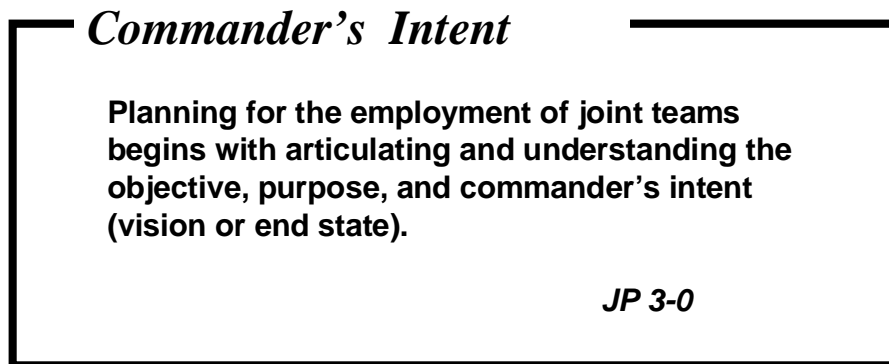 Commander's Intent
Planning for the employment of joint teams
begins with articulating and understanding the
objective, purpose, and commander's intent
(vision or end state).
JP 3-0